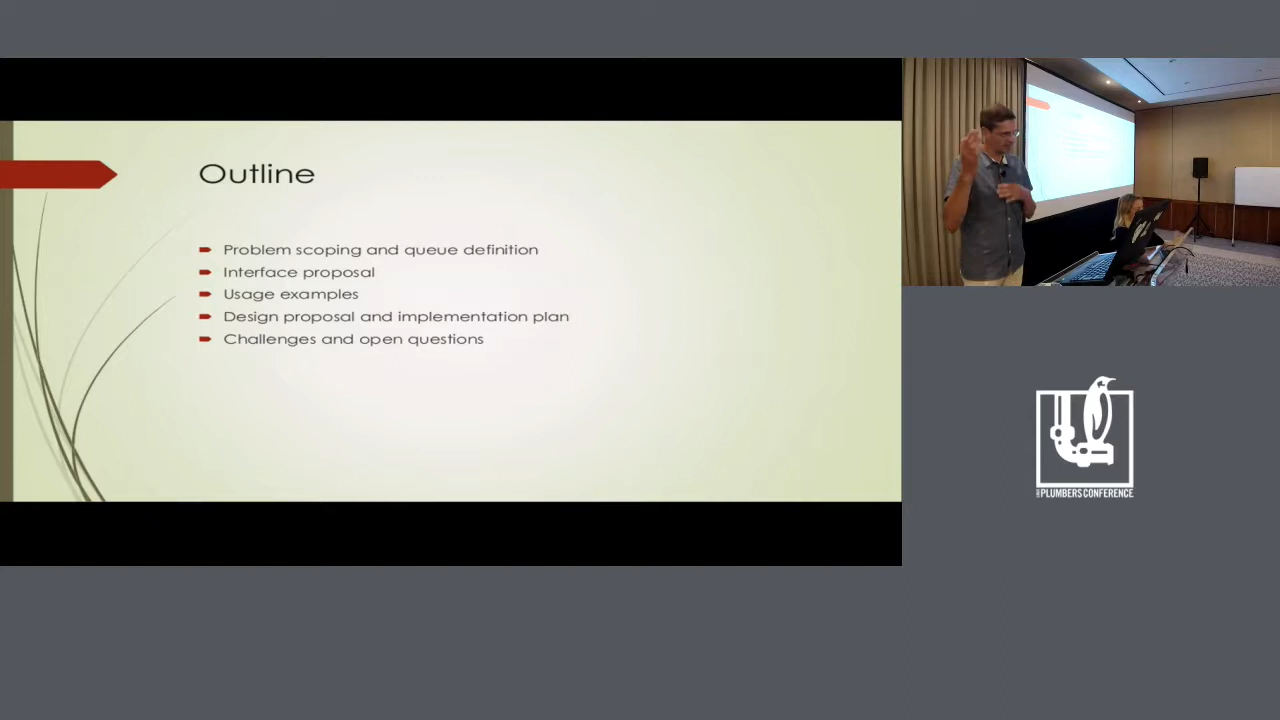 Outline
Problem scoping and queue definition
Interface proposal
Usage examples
Design proposal and implementation plan
Challenges and open questions
PLUMBERS CONFERENCE